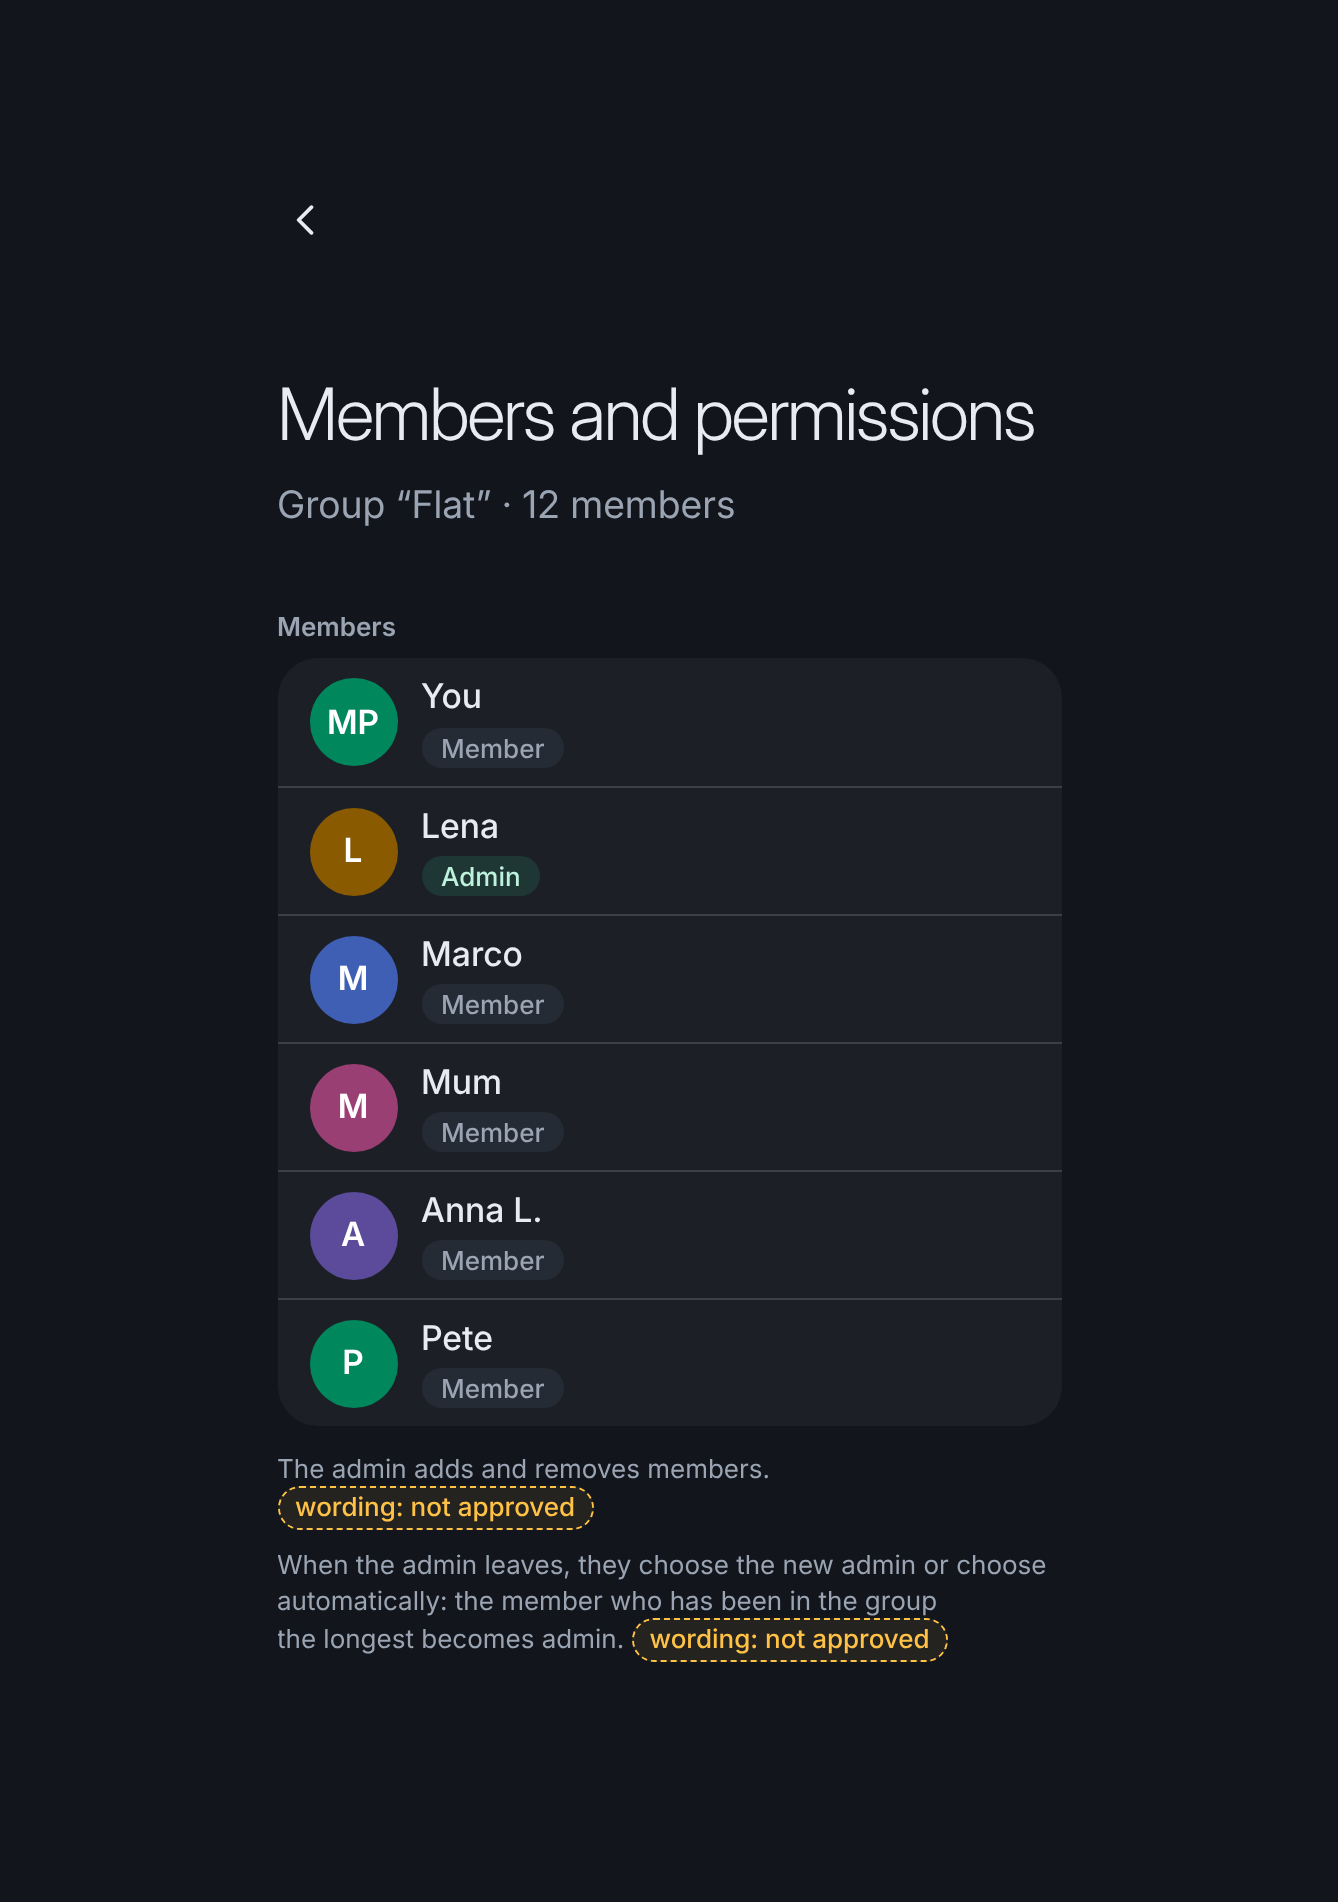 Members and permissions
Group “Flat” · 12 members
Members
MP
You
Member
L
Lena
Admin
M
Marco
Member
M
Mum
Member
A
Anna L.
Member
P
Pete
Member
The admin adds and removes members.
wording: not approved
When the admin leaves, they choose the new admin or choose
automatically: the member who has been in the group
the longest becomes admin. wording: not approved